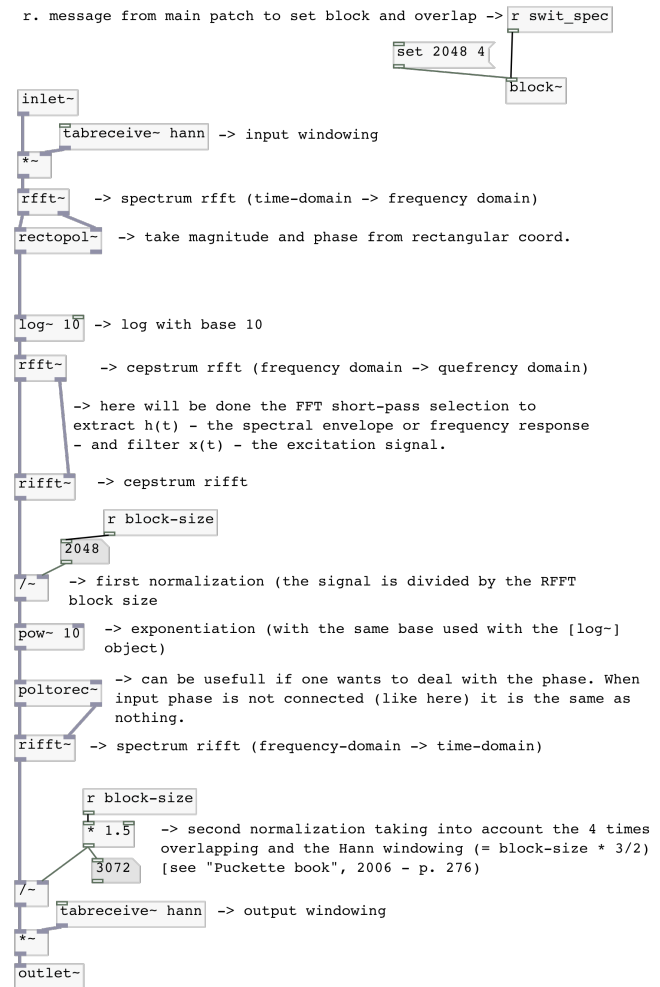 r. message from main patch to set block and overlap -> r swit_spec
set 2048 4
block~
inlet~
tabreceive~ hann -> input windowing
*~
rfft~ -> spectrum rfft (time-domain -> frequency domain)
rectopol~ -> take magnitude and phase from rectangular coord.
log~ 10 -> log with base 10
rfft~ -> cepstrum rfft (frequency domain -> quefrency domain)
-> here will be done the FFT short-pass selection to
extract h(t) - the spectral envelope or frequency response
- and filter x(t) - the excitation signal.
rifft~ -> cepstrum rifft
r block-size
2048
/~ -> first normalization (the signal is divided by the RFFT
block size
pow~ 10 -> exponentiation (with the same base used with the [log~]
object)
-> can be usefull if one wants to deal with the phase. When
poltorec~ input phase is not connected (like here) it is the same as
nothing.
rifft~ -> spectrum rifft (frequency-domain -> time-domain)
r block-size
* 1.5 -> second normalization taking into account the 4 times
overlapping and the Hann windowing (= block-size * 3/2)
3072 [see "Puckette book", 2006 - p. 276)
/~
tabreceive~ hann -> output windowing
*~
outlet~